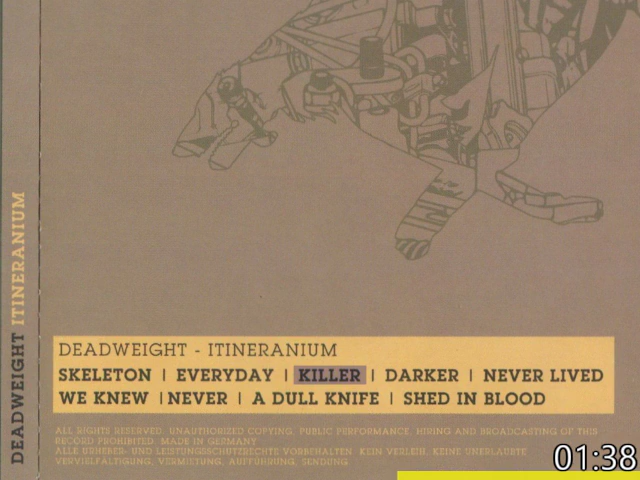 DEADWEIGHT ITINERANIUM
DEADWEIGHT - ITINERANIUM
SKELETON | EVERYDAY | KILLER | DARKER | NEVER LIVED
WE KNEW | NEVER | A DULL KNIFE | SHED IN BLOOD
ALL RIGHTS RESERVED. UNAUTHORIZED COPYING, PUBLIC PERFORMANCE, HIRING AND BROADCASTING OF THIS
RECORD PROHIBITED. MADE IN GERMANY
ALLE URHEBER- UND LEISTUNGSSCHUTZRECHTE VORBEHALTEN. KEIN VERLEIH, KEINE UNERLAUBTE
VERVIELFÄLTIGUNG, VERMIETUNG, AUFFÜHRUNG, SENDUNG.
01:38